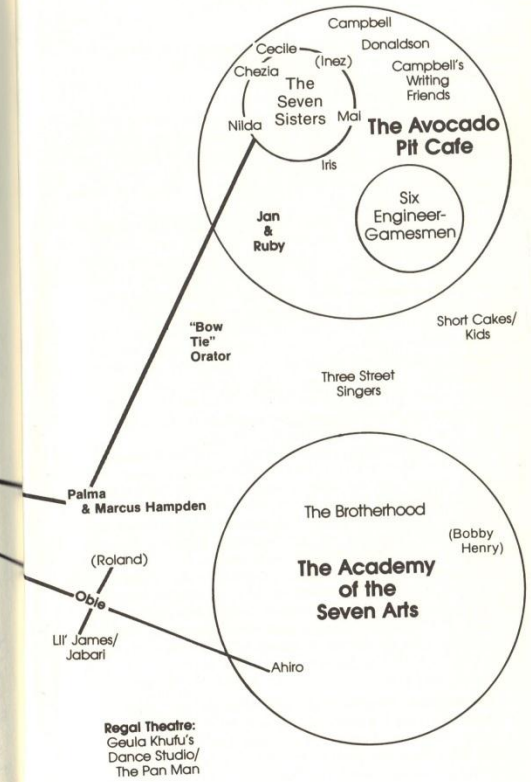 Campbell
Donaldson
Cecile
(Inez)
Chezia
Campbell's
Writing
Friends
The
Seven
Sisters
Nilda
Mai
The Avocado
Pit Cafe
Iris
Six
Engineer-
Gamesmen
Jan
&
Ruby
Short Cakes/
Kids
"Bow
Tie"
Orator
Three Street
Singers
Palma
& Marcus Hampden
The Brotherhood
(Bobby
Henry)
(Roland)
The Academy
of the
Seven Arts
Obie
Lil' James/
Jabari
Ahiro
Regal Theatre:
Geula Khufu's
Dance Studio/
The Pan Man